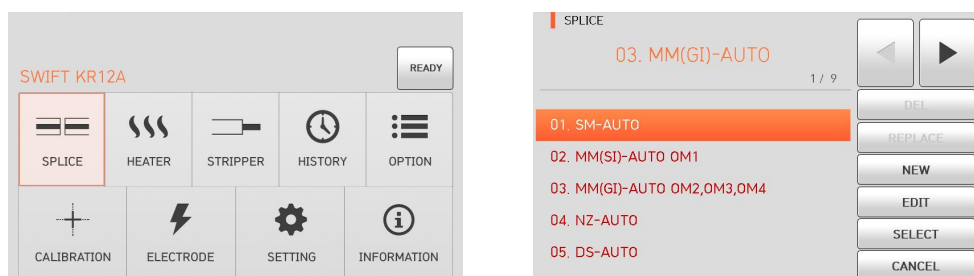 SWIFT KR12A
READY
SPLICE
HEATER
STRIPPER
HISTORY
OPTION
CALIBRATION
ELECTRODE
SETTING
INFORMATION
SPLICE
03. MM(GI)-AUTO
1 / 9
01. SM-AUTO
02. MM(SI)-AUTO OM1
03. MM(GI)-AUTO OM2,OM3,OM4
04. NZ-AUTO
05. DS-AUTO
DEL
REPLACE
NEW
EDIT
SELECT
CANCEL